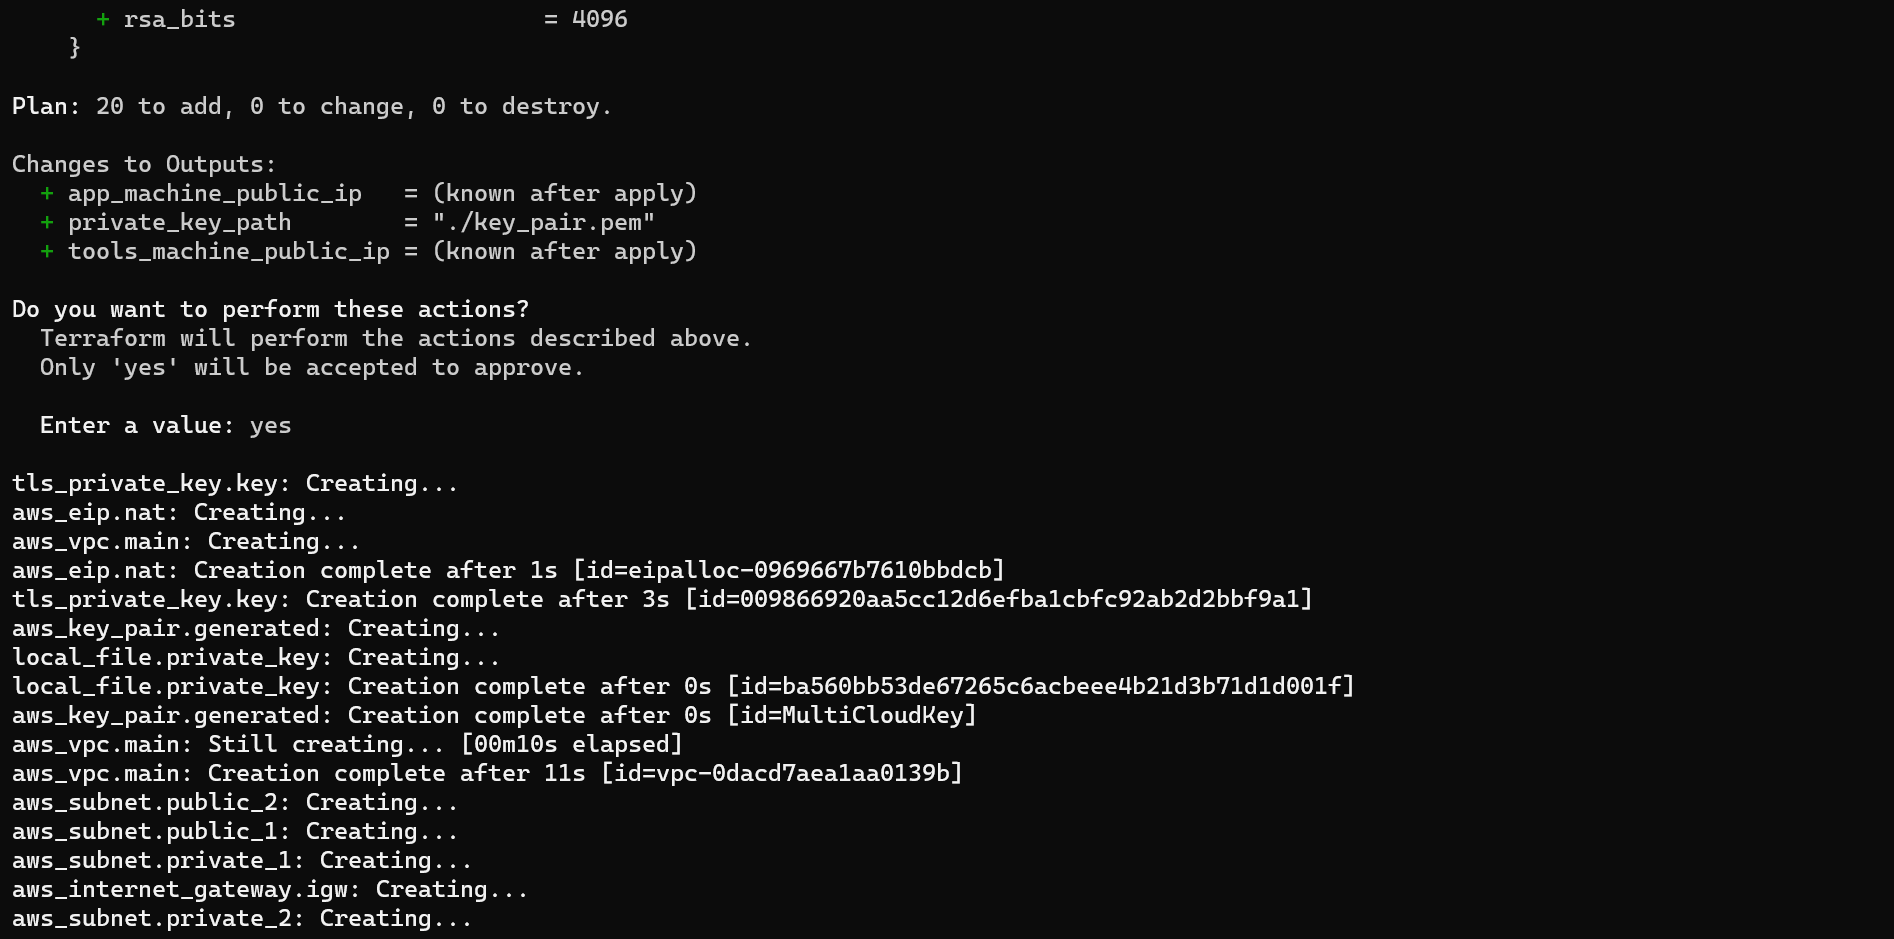 + rsa_bits                      = 4096
}
Plan: 20 to add, 0 to change, 0 to destroy.
Changes to Outputs:
+ app_machine_public_ip   = (known after apply)
+ private_key_path        = "./key_pair.pem"
+ tools_machine_public_ip = (known after apply)
Do you want to perform these actions?
Terraform will perform the actions described above.
Only 'yes' will be accepted to approve.
Enter a value: yes
tls_private_key.key: Creating...
aws_eip.nat: Creating...
aws_vpc.main: Creating...
aws_eip.nat: Creation complete after 1s [id=eipalloc-0969667b7610bbdcb]
tls_private_key.key: Creation complete after 3s [id=009866920aa5cc12d6efba1cbfc92ab2d2bbf9a1]
aws_key_pair.generated: Creating...
local_file.private_key: Creating...
local_file.private_key: Creation complete after 0s [id=ba560bb53de67265c6acbeee4b21d3b71d1d001f]
aws_key_pair.generated: Creation complete after 0s [id=MultiCloudKey]
aws_vpc.main: Still creating... [00m10s elapsed]
aws_vpc.main: Creation complete after 11s [id=vpc-0dacd7aea1aa0139b]
aws_subnet.public_2: Creating...
aws_subnet.public_1: Creating...
aws_subnet.private_1: Creating...
aws_internet_gateway.igw: Creating...
aws_subnet.private_2: Creating...